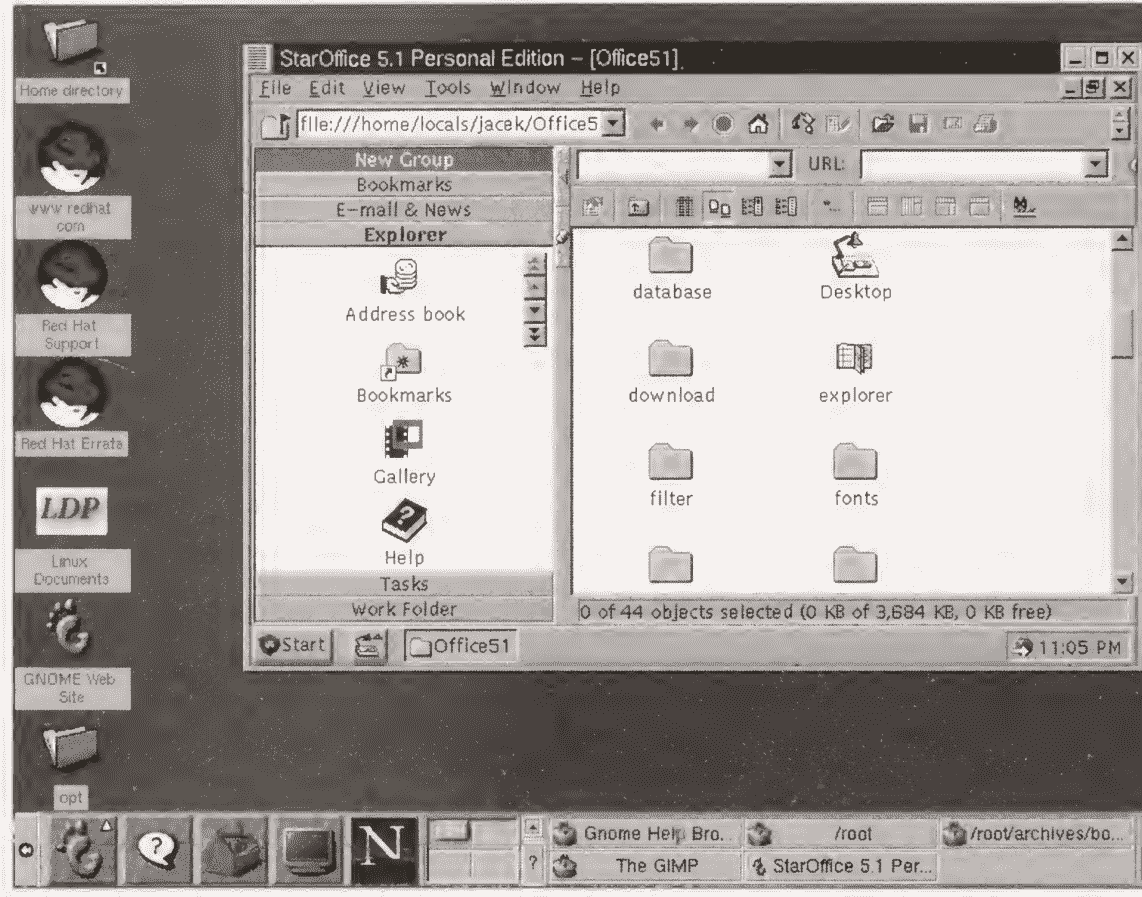 Home directory
www redhat
com
Red Hat
Support
Red Hat Errata
LDP
Linux
Documents
GNOME Web
Site
opt
StarOffice 5.1 Personal Edition – [Office51]
File Edit View Tools Window Help
file:///home/locals/jacek/Office5
New Group
Bookmarks
E-mail & News
Explorer
Address book
Bookmarks
Gallery
Help
Tasks
Work Folder
URL:
database Desktop
download explorer
filter fonts
0 of 44 objects selected (0 KB of 3,684 KB, 0 KB free)
Start Office51 11:05 PM
? N ? Gnome Help Bro... /root /root/archives/bo...
The GIMP StarOffice 5.1 Per...